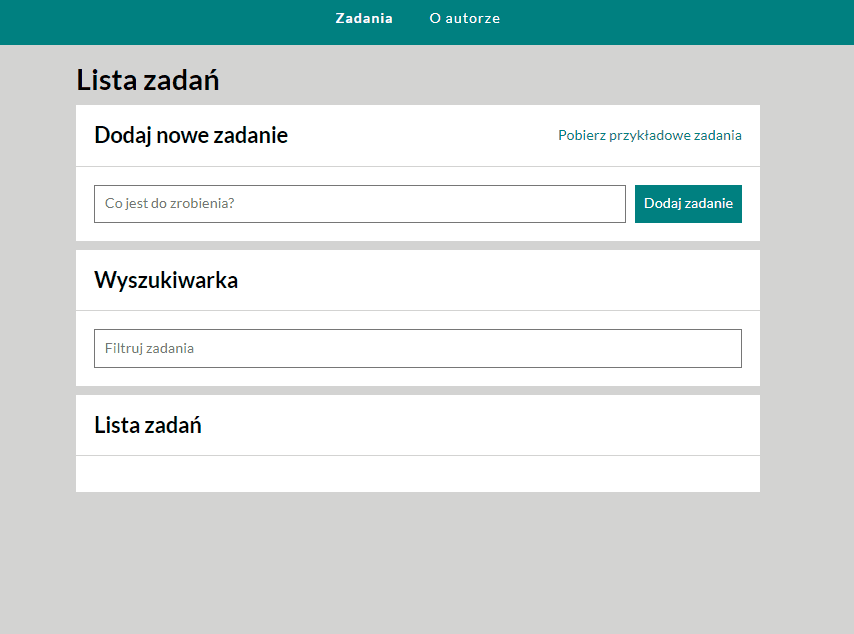 Zadania O autorze
Lista zadań
Dodaj nowe zadanie Pobierz przykładowe zadania
Co jest do zrobienia? Dodaj zadanie
Wyszukiwarka
Filtruj zadania
Lista zadań